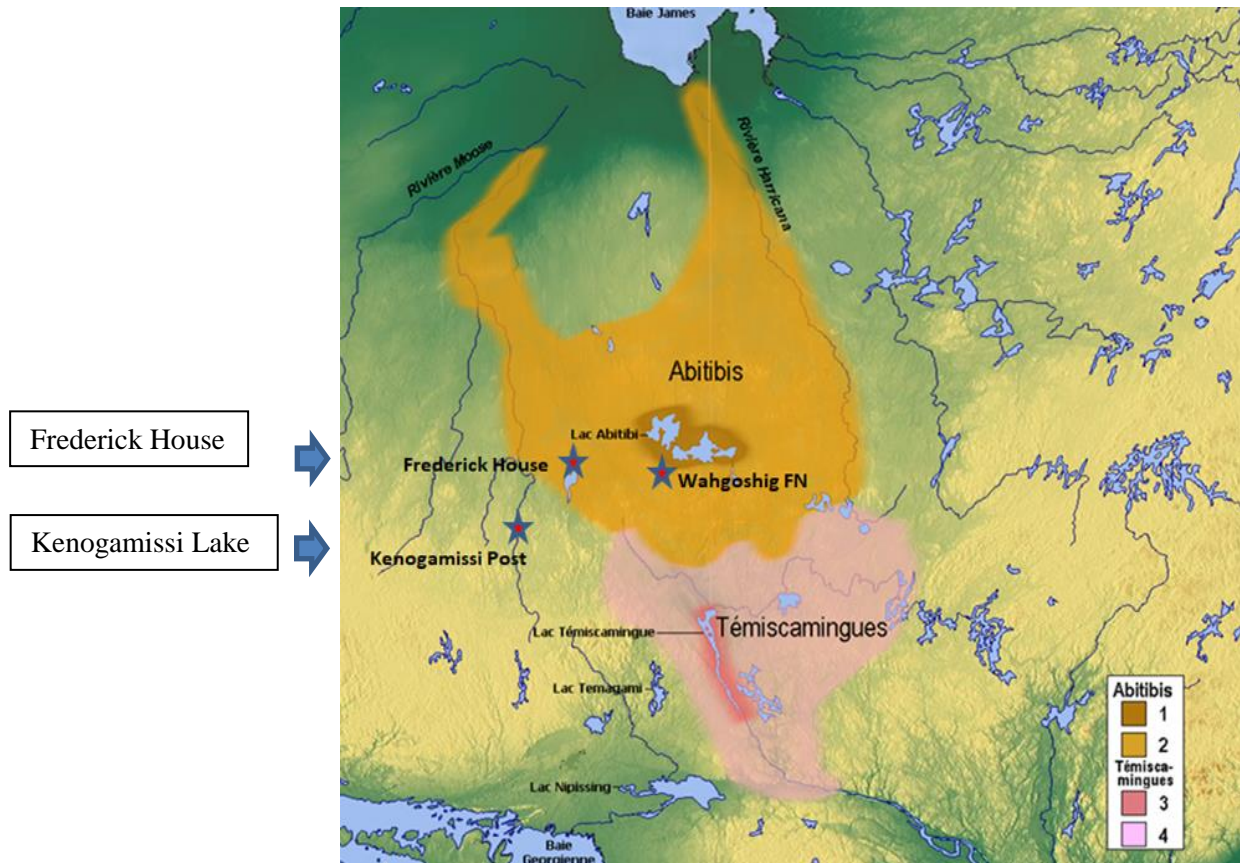 Baie James
Rivière Moose
Rivière Harricana
Abitibis
Frederick House
Lac Abitibi
Frederick House
Wahgoshig FN
Kenogamissi Lake
Kenogamissi Post
Lac Témiscamingue
Témiscamingues
Lac Temagami
Lac Nipissing
Baie
Georgienne
Abitibis
1
2
Témisca-
mingues
3
4